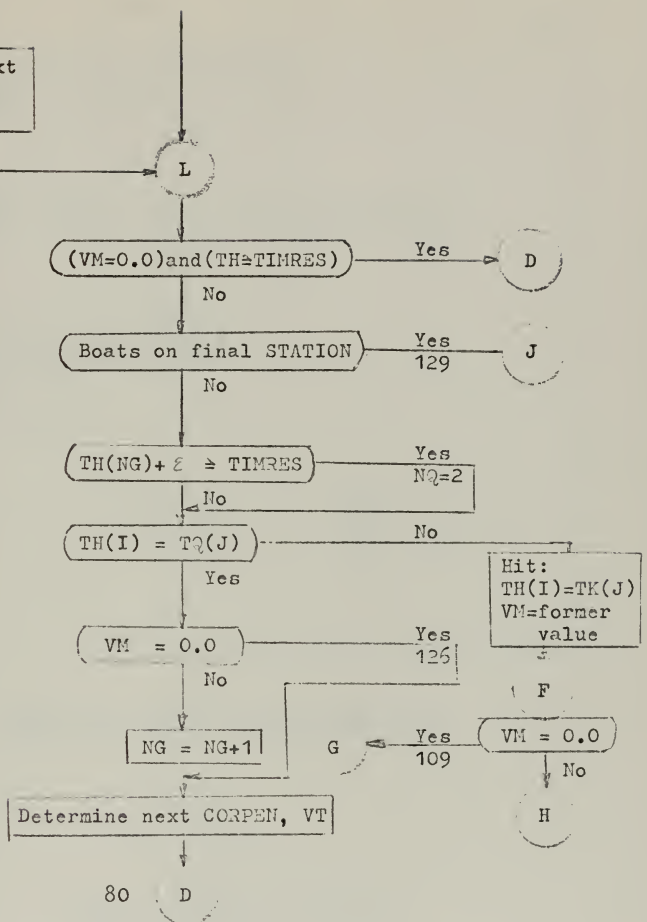 xt
L
(VM=0.0)and(TH≥TIMRES)
Yes
D
No
Boats on final STATION
Yes
129
J
No
TH(NG)+ ε ≥ TIMRES
Yes
NQ=2
No
TH(I) = TQ(J)
No
Yes
Hit:
TH(I)=TK(J)
VM=former
value
VM = 0.0
Yes
126
No
F
NG = NG+1
G
Yes
109
VM = 0.0
No
Determine next CORPEN, VT
H
80
D